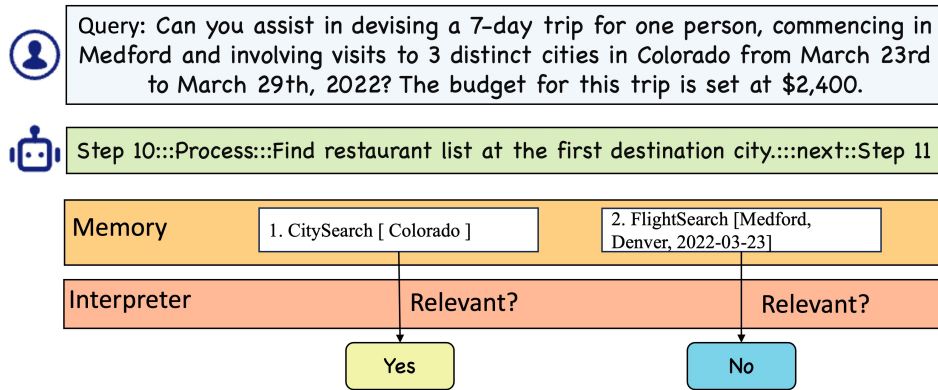 Query: Can you assist in devising a 7-day trip for one person, commencing in
Medford and involving visits to 3 distinct cities in Colorado from March 23rd
to March 29th, 2022? The budget for this trip is set at $2,400.
Step 10:::Process:::Find restaurant list at the first destination city.:::next::Step 11
Memory
1. CitySearch [ Colorado ]
2. FlightSearch [Medford,
Denver, 2022-03-23]
Interpreter
Relevant?
Relevant?
Yes
No